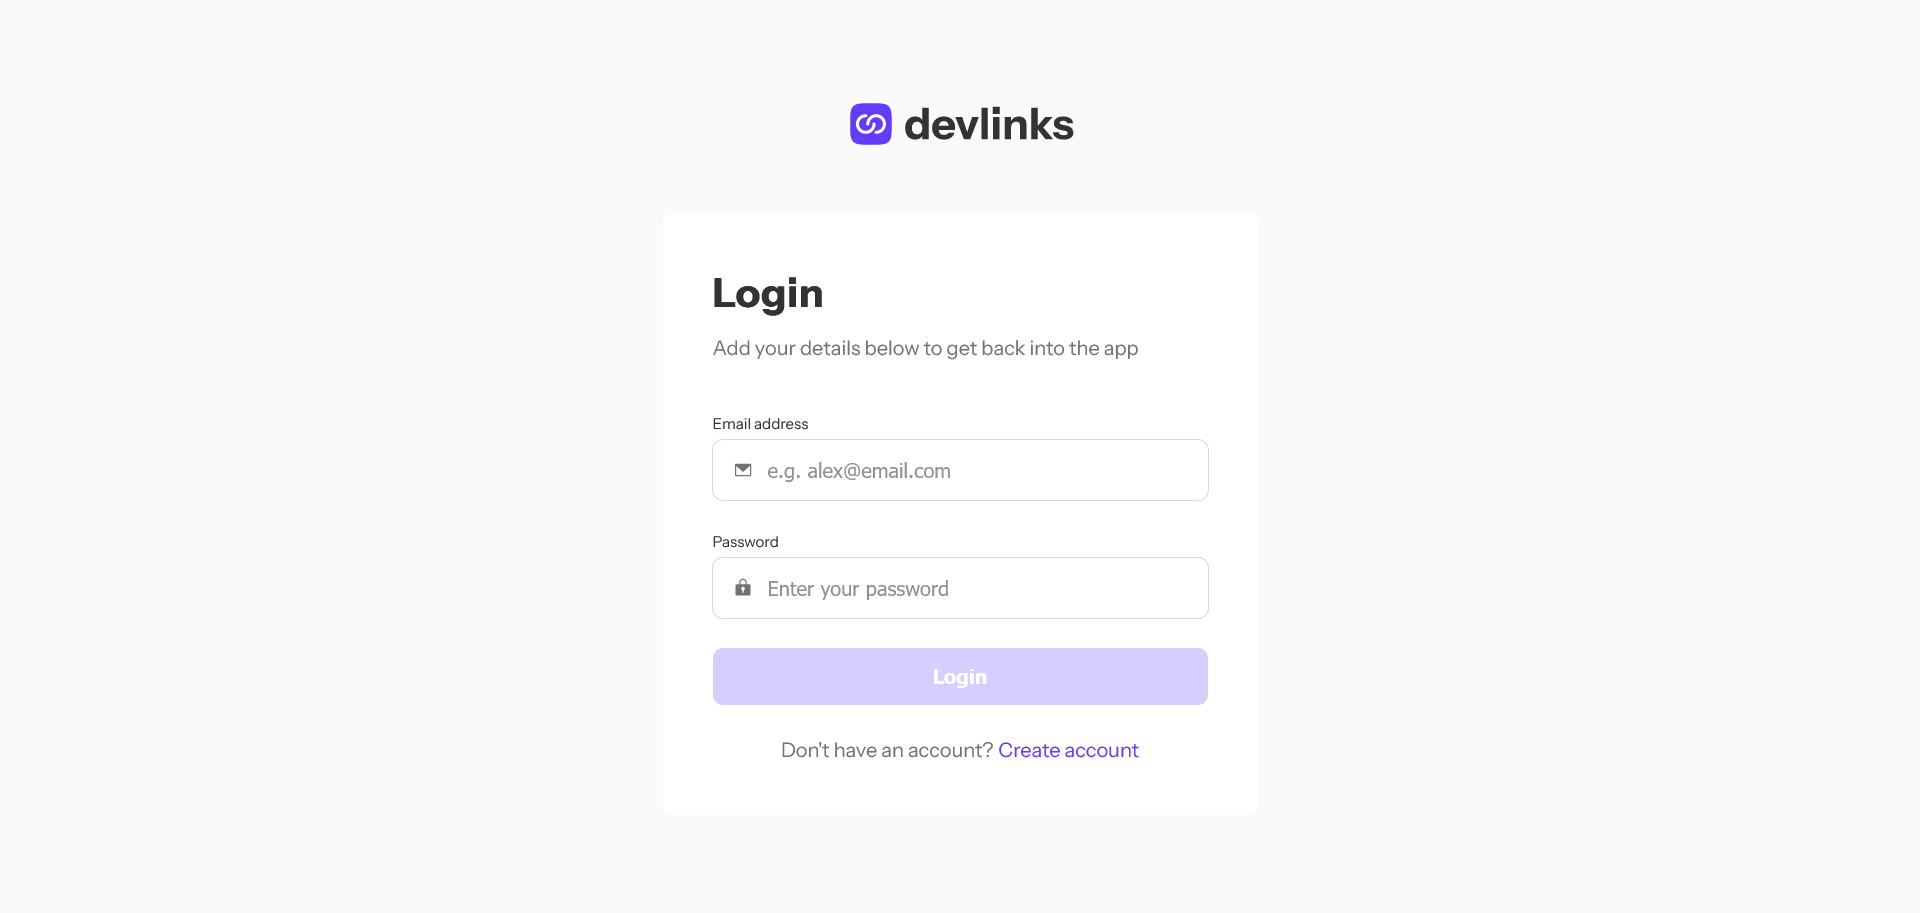 devlinks
Login
Add your details below to get back into the app
Email address
e.g. alex@email.com
Password
Enter your password
Login
Don't have an account? Create account